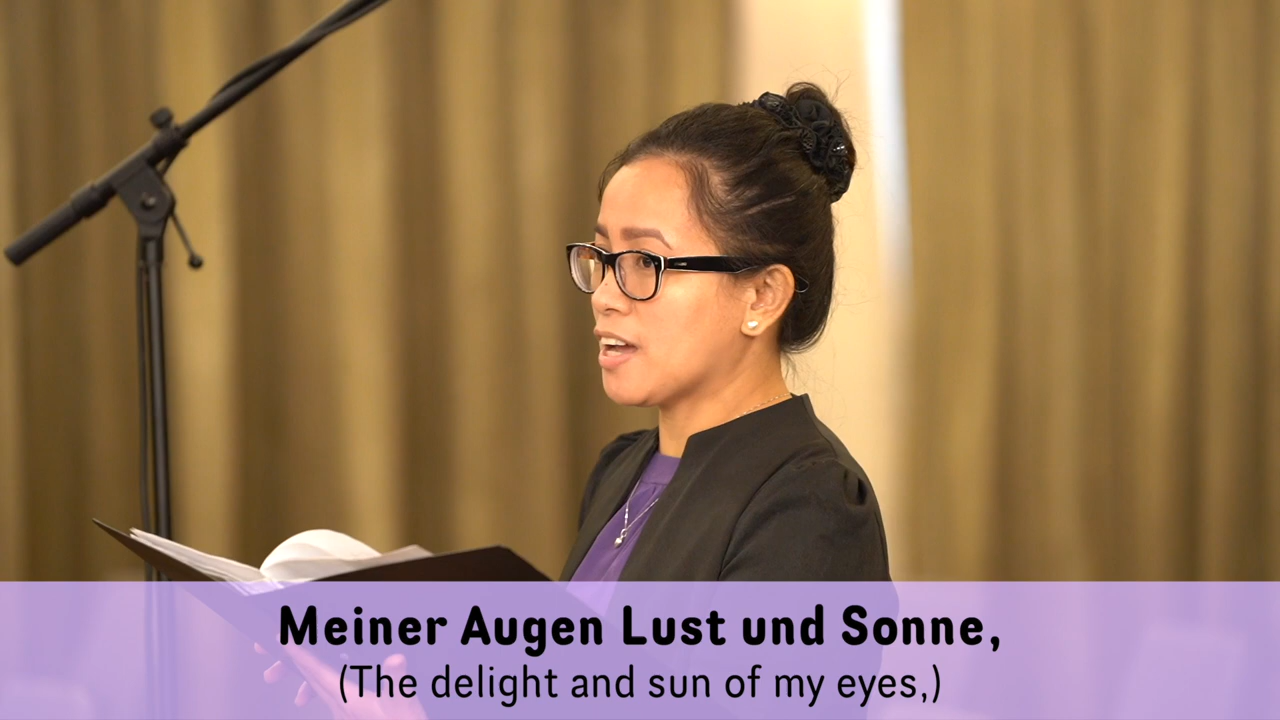 Meiner Augen Lust und Sonne,
(The delight and sun of my eyes,)